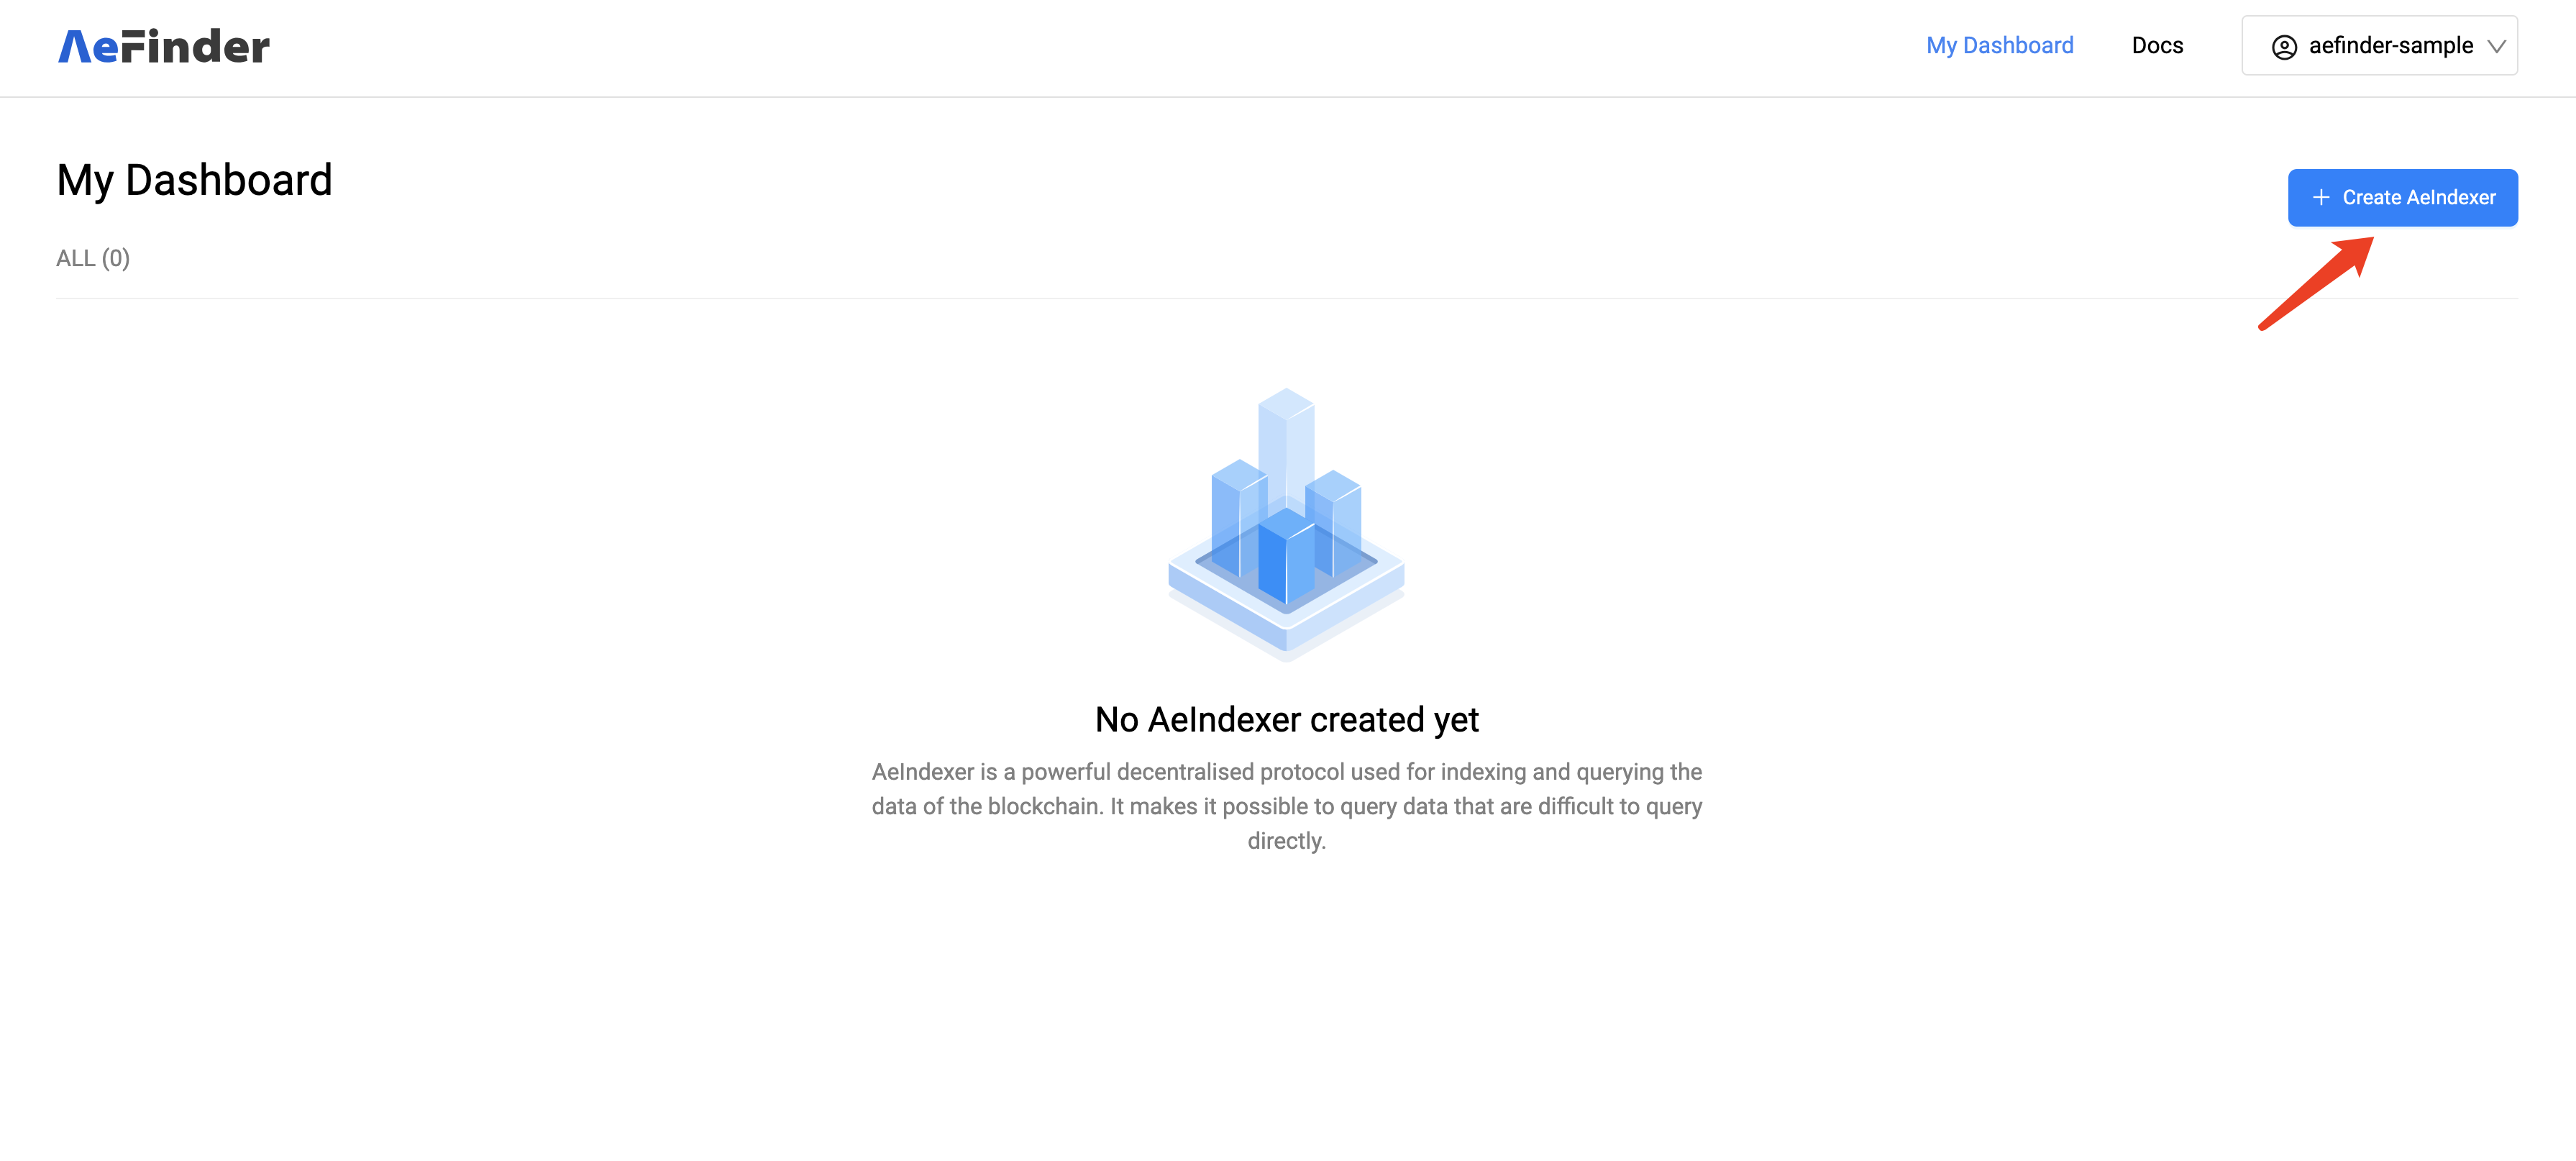 AeFinder
My Dashboard
Docs
aefinder-sample
My Dashboard
+ Create AeIndexer
ALL (0)
No AeIndexer created yet
AeIndexer is a powerful decentralised protocol used for indexing and querying the
data of the blockchain. It makes it possible to query data that are difficult to query
directly.